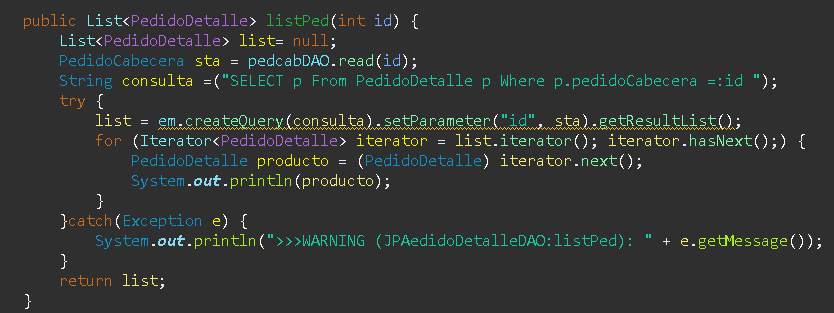 public List<PedidoDetalle> listPed(int id) {
List<PedidoDetalle> list= null;
PedidoCabecera sta = pedcabDAO.read(id);
String consulta =("SELECT p From PedidoDetalle p Where p.pedidoCabecera =:id ");
try {
list = em.createQuery(consulta).setParameter("id", sta).getResultList();
for (Iterator<PedidoDetalle> iterator = list.iterator(); iterator.hasNext();) {
PedidoDetalle producto = (PedidoDetalle) iterator.next();
System.out.println(producto);
}
}catch(Exception e) {
System.out.println(">>>WARNING (JPAedidoDetalleDAO:listPed): " + e.getMessage());
}
return list;
}